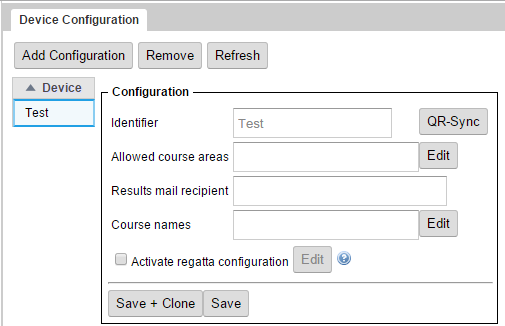 Device Configuration
Add Configuration Remove Refresh
Device
Test
Configuration
Identifier Test QR-Sync
Allowed course areas Edit
Results mail recipient
Course names Edit
Activate regatta configuration Edit ?
Save + Clone Save